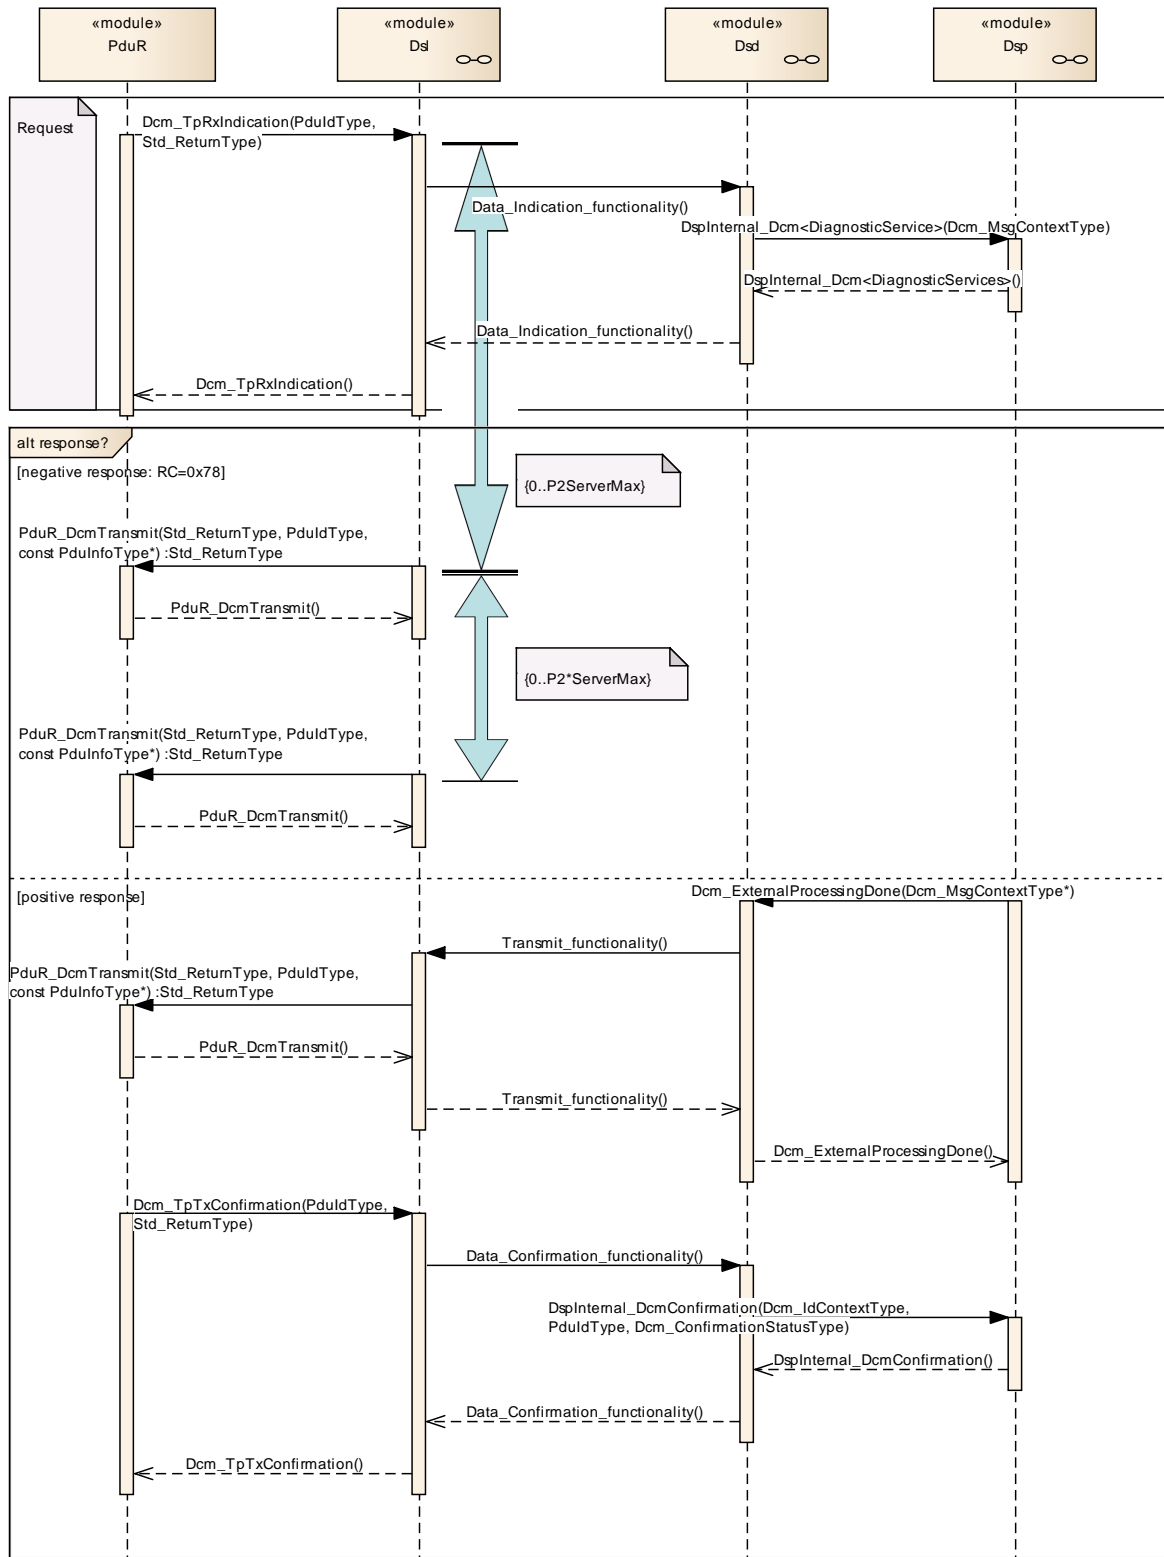 «module»
PduR
«module»
Dsl
«module»
Dsd
«module»
Dsp
Request
Dcm_TpRxIndication(PduIdType,
Std_ReturnType)
Data_Indication_functionality()
DspInternal_Dcm<DiagnosticService>(Dcm_MsgContextType)
DspInternal_Dcm<DiagnosticServices>()
Data_Indication_functionality()
Dcm_TpRxIndication()
alt response?
[negative response: RC=0x78]
{0..P2ServerMax}
PduR_DcmTransmit(Std_ReturnType, PduIdType,
const PduInfoType*) :Std_ReturnType
PduR_DcmTransmit()
{0..P2*ServerMax}
PduR_DcmTransmit(Std_ReturnType, PduIdType,
const PduInfoType*) :Std_ReturnType
PduR_DcmTransmit()
[positive response]
Dcm_ExternalProcessingDone(Dcm_MsgContextType*)
Transmit_functionality()
PduR_DcmTransmit(Std_ReturnType, PduIdType,
const PduInfoType*) :Std_ReturnType
PduR_DcmTransmit()
Transmit_functionality()
Dcm_ExternalProcessingDone()
Dcm_TpTxConfirmation(PduIdType,
Std_ReturnType)
Data_Confirmation_functionality()
DspInternal_DcmConfirmation(Dcm_IdContextType,
PduIdType, Dcm_ConfirmationStatusType)
DspInternal_DcmConfirmation()
Data_Confirmation_functionality()
Dcm_TpTxConfirmation()